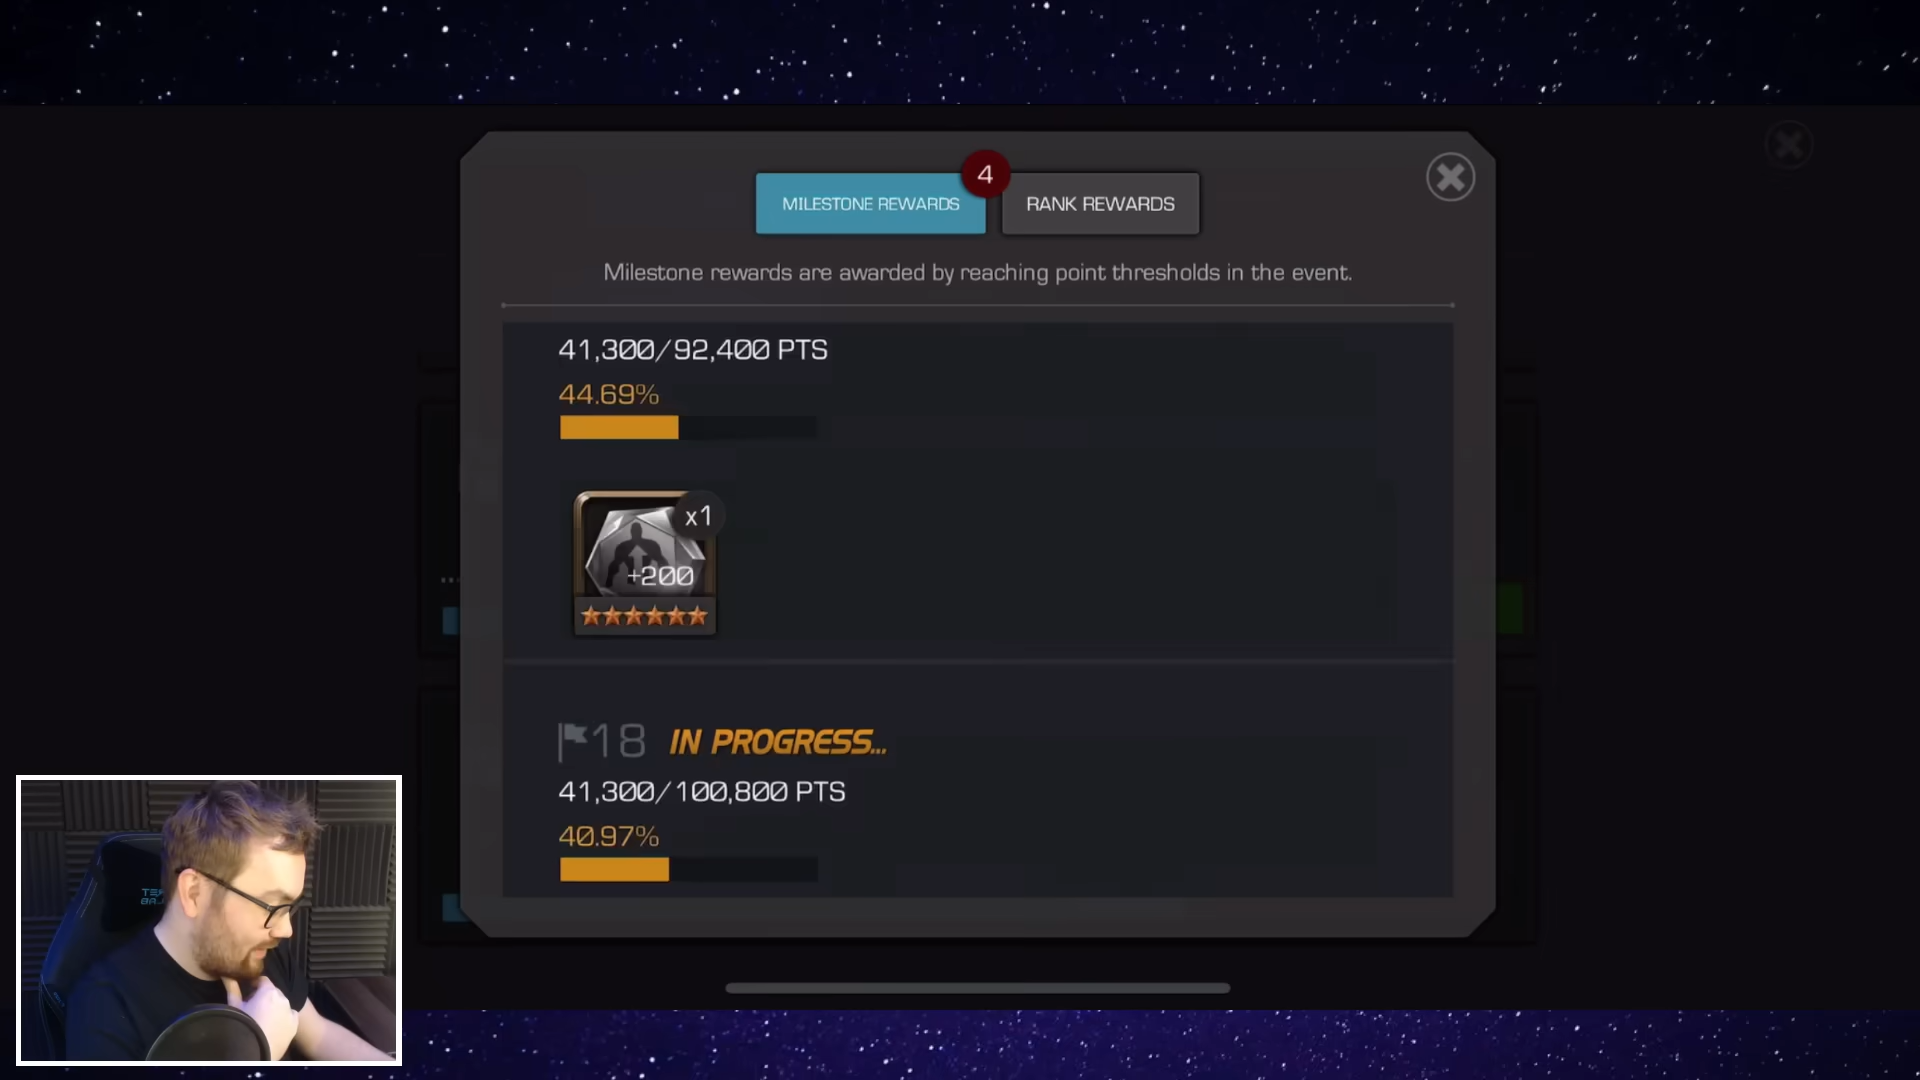 4
MILESTONE REWARDS
RANK REWARDS
Milestone rewards are awarded by reaching point thresholds in the event.
41,300/92,400 PTS
44.69%
x1
+200
18 IN PROGRESS...
41,300/100,800 PTS
40.97%